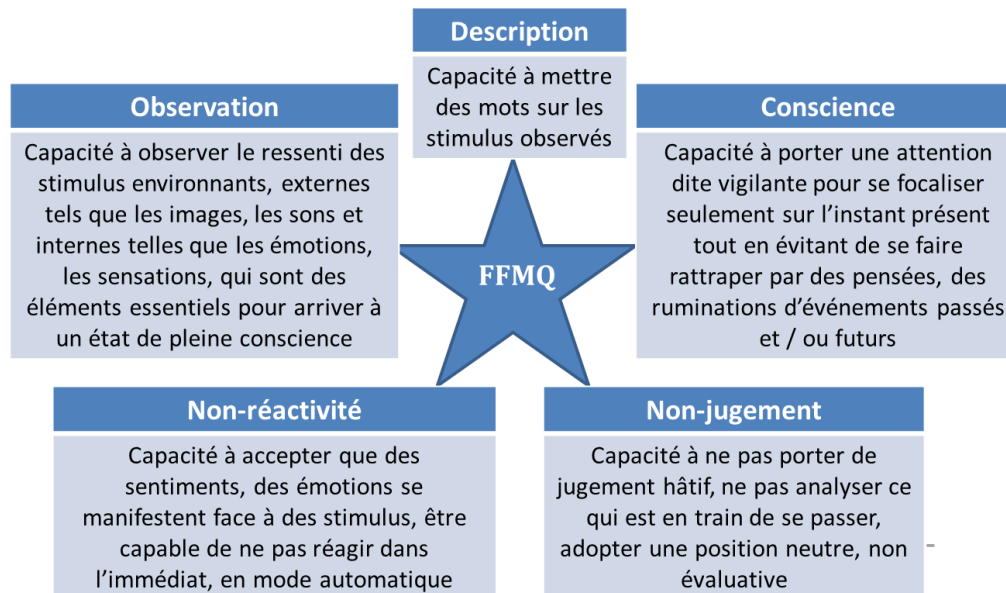 Description
Capacité à mettre
des mots sur les
stimulus observés
Observation
Capacité à observer le ressenti des
stimulus environnants, externes
tels que les images, les sons et
internes telles que les émotions,
les sensations, qui sont des
éléments essentiels pour arriver à
un état de pleine conscience
Conscience
Capacité à porter une attention
dite vigilante pour se focaliser
seulement sur l’instant présent
tout en évitant de se faire
rattraper par des pensées, des
ruminations d’événements passés
et / ou futurs
FFMQ
Non-réactivité
Capacité à accepter que des
sentiments, des émotions se
manifestent face à des stimulus, être
capable de ne pas réagir dans
l’immédiat, en mode automatique
Non-jugement
Capacité à ne pas porter de
jugement hâtif, ne pas analyser ce
qui est en train de se passer,
adopter une position neutre, non
évaluative